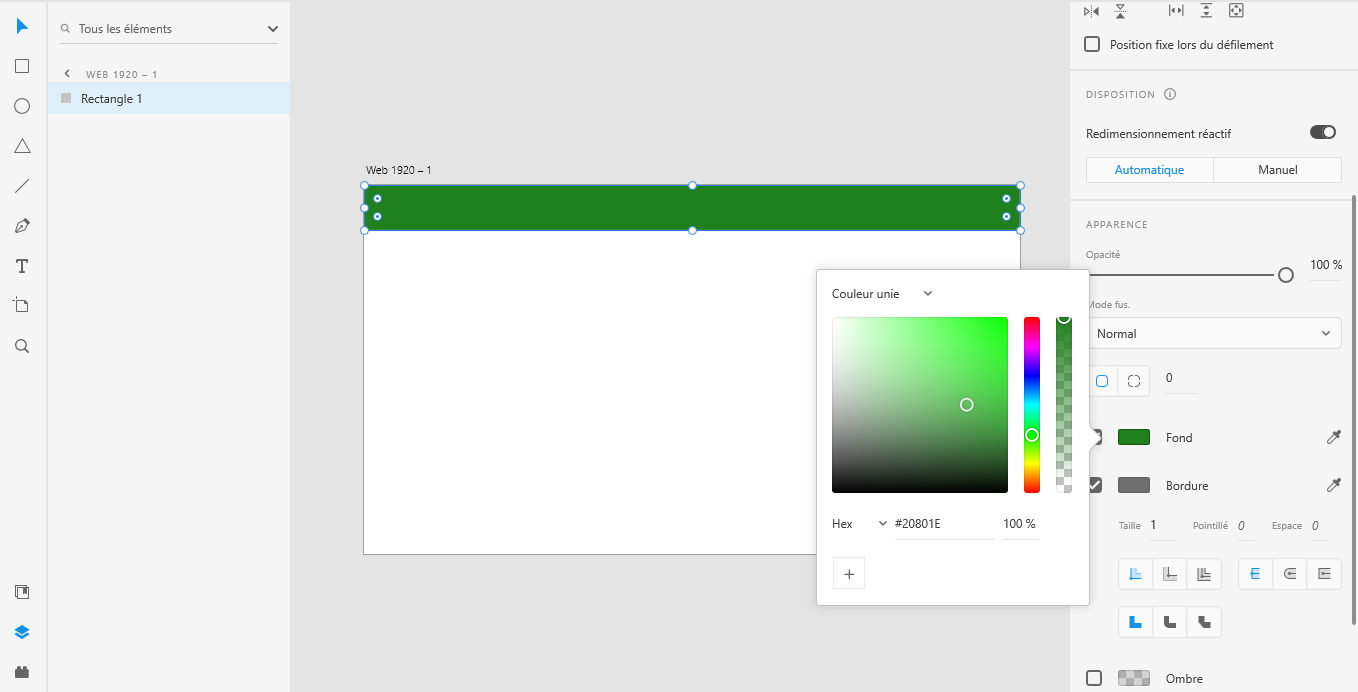 Tous les éléments
WEB 1920 – 1
Rectangle 1
Web 1920 – 1
Couleur unie
Hex #20801E 100 %
Position fixe lors du défilement
DISPOSITION
Redimensionnement réactif
Automatique Manuel
APPARENCE
Opacité
100 %
Mode fus.
Normal
0
Fond
Bordure
Taille 1 Pointillé 0 Espace 0
Ombre